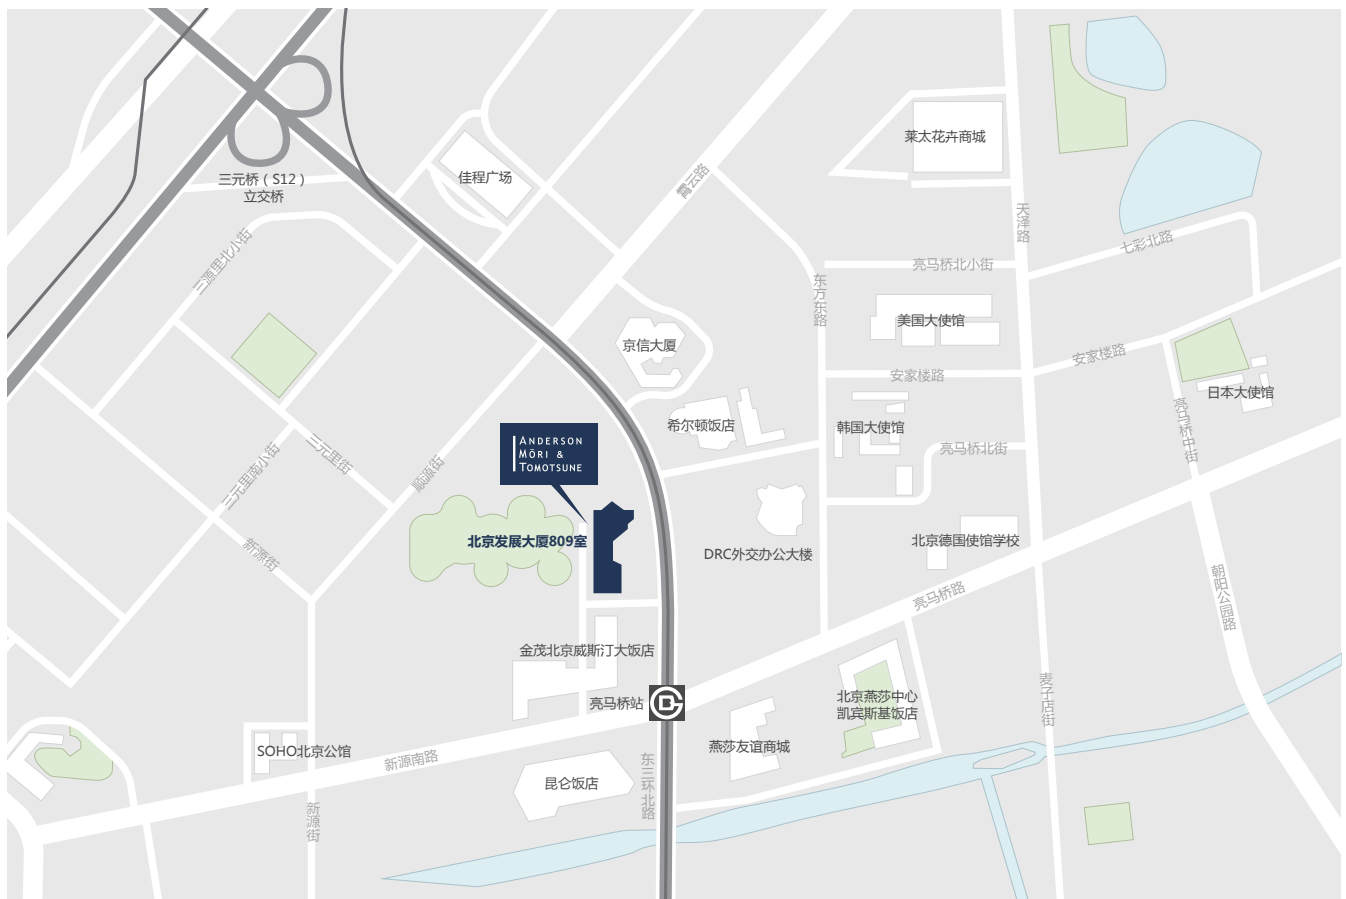 莱太花卉商城
三元桥（S12）
立交桥
佳程广场
霄云路
天泽路
七彩北路
三源里北小街
亮马桥北小街
东方东路
美国大使馆
京信大厦
安家楼路
安家楼路
日本大使馆
希尔顿饭店
韩国大使馆
亮马桥中街
亮马桥北街
ANDERSON
MŌRI &
TOMOTSUNE
三元里街
三元里南小街
顺源街
北京发展大厦809室
新源街
DRC外交办公大楼
北京德国使馆学校
亮马桥路
朝阳公园路
金茂北京威斯汀大饭店
亮马桥站
北京燕莎中心
凯宾斯基饭店
麦子店街
SOHO北京公馆
新源南路
燕莎友谊商城
昆仑饭店
东三环北路
新源街